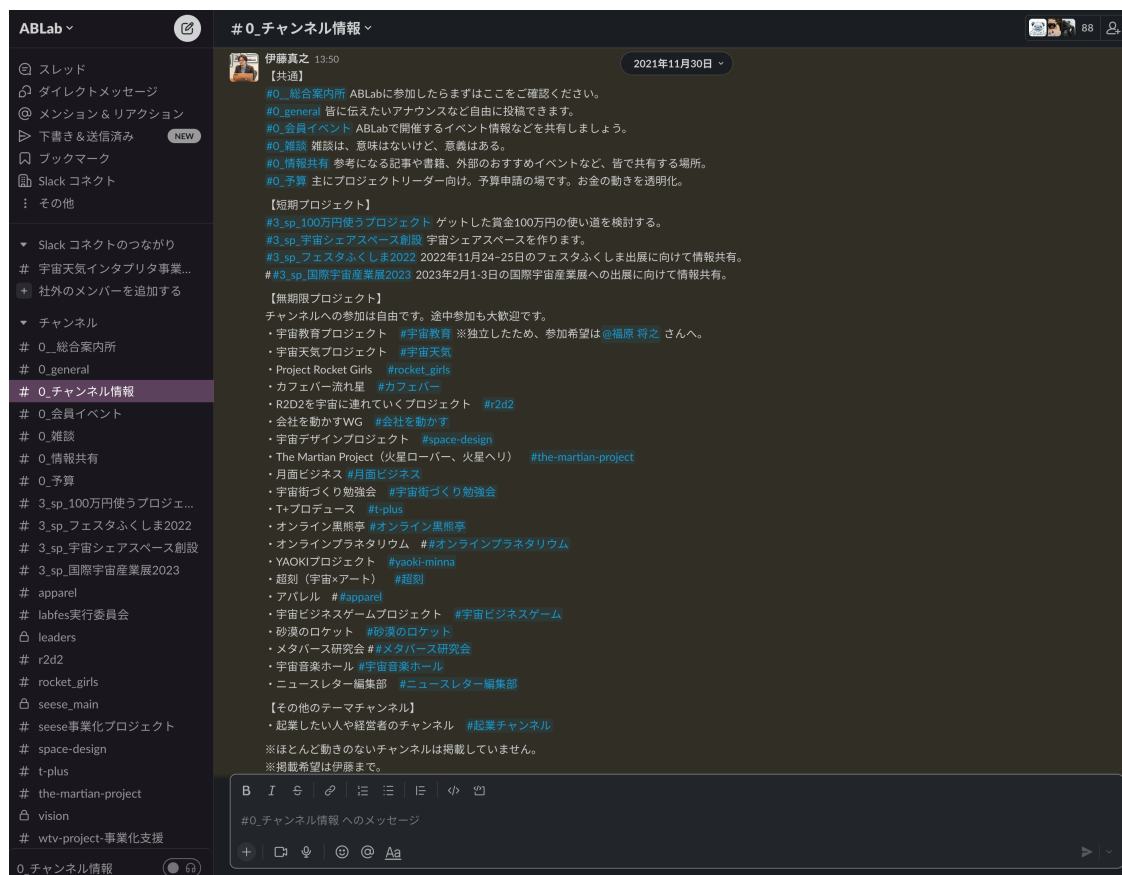 ABLab
スレッド
ダイレクトメッセージ
メンション & リアクション
下書き & 送信済み NEW
ブックマーク
Slack コネクト
その他
Slack コネクトのつながり
# 宇宙天気インタプリタ事業...
+ 社外のメンバーを追加する
チャンネル
# 0__総合案内所
# 0_general
# 0_チャンネル情報
# 0_会員イベント
# 0_雑談
# 0_情報共有
# 0_予算
# 3_sp_100万円使うプロジェ...
# 3_sp_フェスタふくしま2022
# 3_sp_宇宙シェアスペース創設
# 3_sp_国際宇宙産業展2023
# apparel
# labfes実行委員会
leaders
# r2d2
# rocket_girls
seese_main
# seese事業化プロジェクト
# space-design
# t-plus
# the-martian-project
vision
# wtv-project-事業化支援
0_チャンネル情報
# 0_チャンネル情報
88
2021年11月30日
伊藤真之 13:50
【共通】
#0__総合案内所 ABLabに参加したらまずはここをご確認ください。
#0_general 皆に伝えたいアナウンスなど自由に投稿できます。
#0_会員イベント ABLabで開催するイベント情報などを共有しましょう。
#0_雑談 雑談は、意味はないけど、意義はある。
#0_情報共有 参考になる記事や書籍、外部のおすすめイベントなど、皆で共有する場所。
#0_予算 主にプロジェクトリーダー向け。予算申請の場です。お金の動きを透明化。
【短期プロジェクト】
#3_sp_100万円使うプロジェクト ゲットした賞金100万円の使い道を検討する。
#3_sp_宇宙シェアスペース創設 宇宙シェアスペースを作ります。
#3_sp_フェスタふくしま2022 2022年11月24−25日のフェスタふくしま出展に向けて情報共有。
##3_sp_国際宇宙産業展2023 2023年2月1-3日の国際宇宙産業展への出展に向けて情報共有。
【無期限プロジェクト】
チャンネルへの参加は自由です。途中参加も大歓迎です。
・宇宙教育プロジェクト #宇宙教育 ※独立したため、参加希望は@福原 将之 さんへ。
・宇宙天気プロジェクト #宇宙天気
・Project Rocket Girls #rocket_girls
・カフェバー流れ星 #カフェバー
・R2D2を宇宙に連れていくプロジェクト #r2d2
・会社を動かすWG #会社を動かす
・宇宙デザインプロジェクト #space-design
・The Martian Project（火星ローバー、火星ヘリ） #the-martian-project
・月面ビジネス #月面ビジネス
・宇宙街づくり勉強会 #宇宙街づくり勉強会
・T+プロデュース #t-plus
・オンライン黒熊亭 #オンライン黒熊亭
・オンラインプラネタリウム ##オンラインプラネタリウム
・YAOKIプロジェクト #yaoki-minna
・超刻（宇宙×アート） #超刻
・アパレル ##apparel
・宇宙ビジネスゲームプロジェクト #宇宙ビジネスゲーム
・砂漠のロケット #砂漠のロケット
・メタバース研究会 ##メタバース研究会
・宇宙音楽ホール #宇宙音楽ホール
・ニュースレター編集部 #ニュースレター編集部
【その他のテーマチャンネル】
・起業したい人や経営者のチャンネル #起業チャンネル
※ほとんど動きのないチャンネルは掲載していません。
※掲載希望は伊藤まで。
B I S
#0_チャンネル情報 へのメッセージ
+ @ Aa